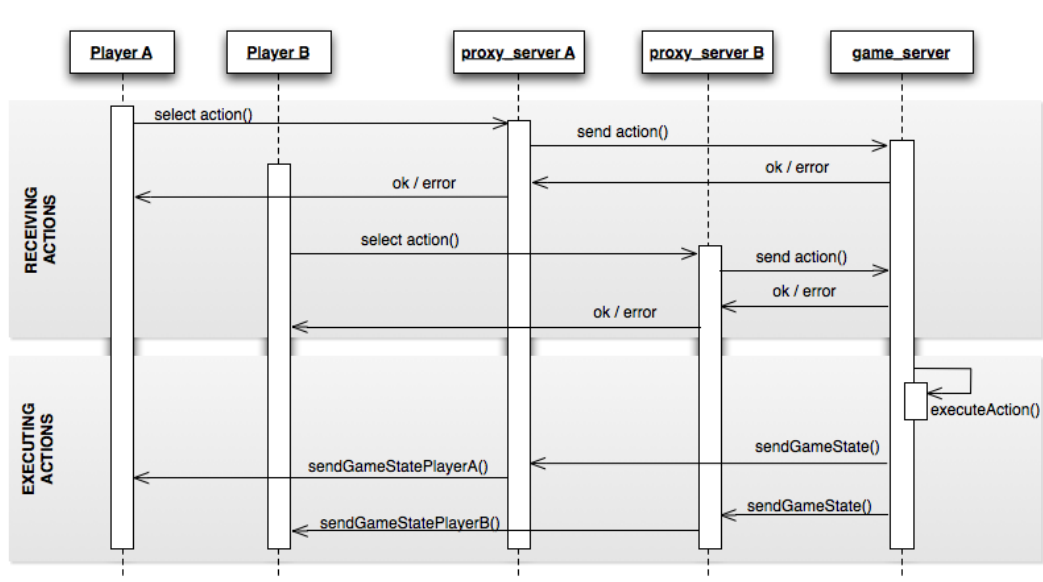 Player A
Player B
proxy_server A
proxy_server B
game_server
RECEIVING
ACTIONS
select action()
send action()
ok / error
ok / error
select action()
send action()
ok / error
ok / error
EXECUTING
ACTIONS
executeAction()
sendGameState()
sendGameStatePlayerA()
sendGameState()
sendGameStatePlayerB()